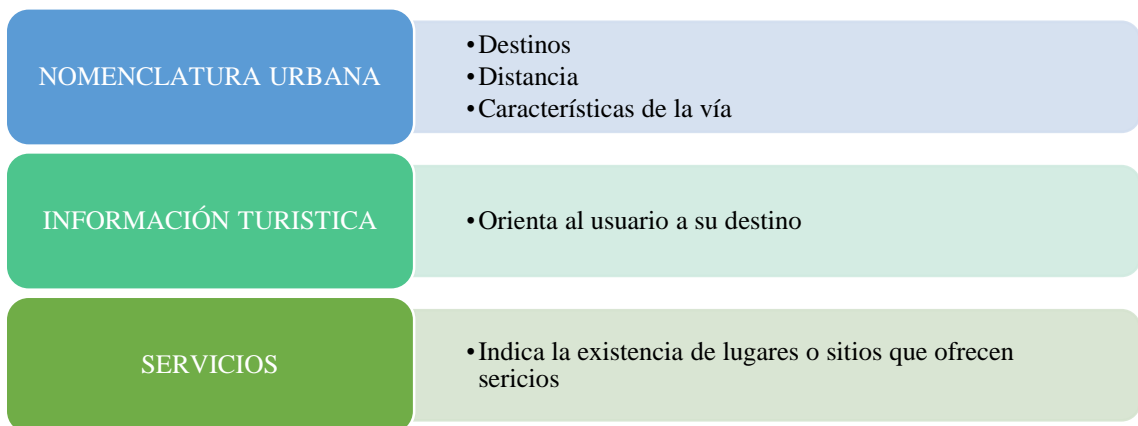 NOMENCLATURA URBANA
•Destinos
•Distancia
•Características de la vía
INFORMACIÓN TURISTICA
•Orienta al usuario a su destino
SERVICIOS
•Indica la existencia de lugares o sitios que ofrecen
sericios